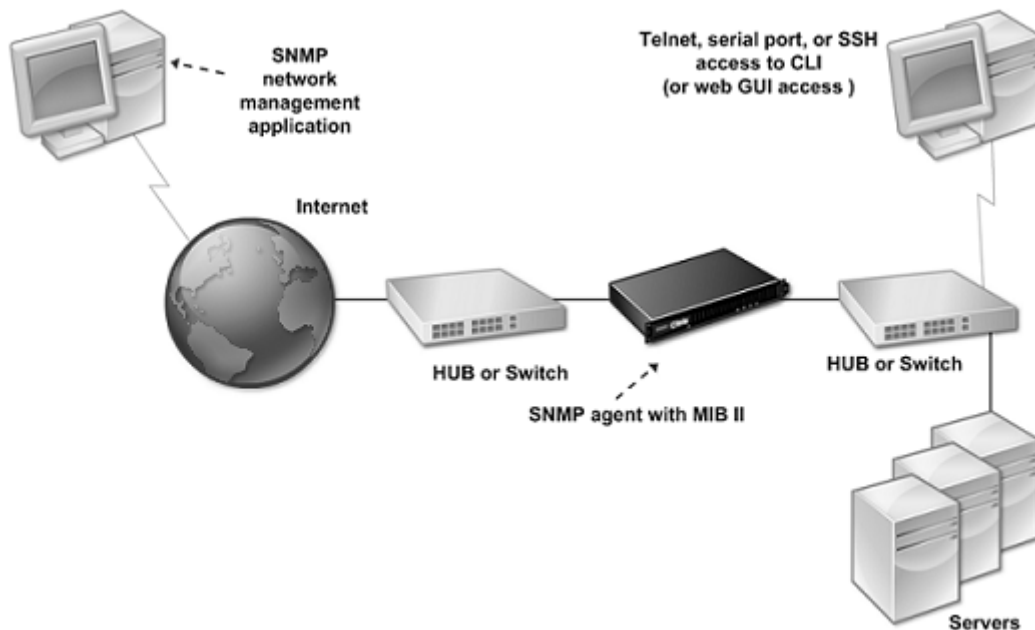 SNMP
network
management
application
Telnet, serial port, or SSH
access to CLI
(or web GUI access )
Internet
HUB or Switch
SNMP agent with MIB II
HUB or Switch
Servers